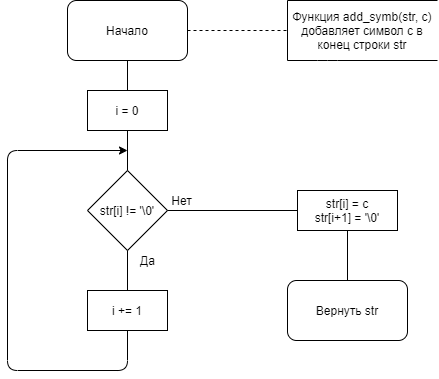 Начало
Функция add_symb(str, c)
добавляет символ c в
конец строки str
i = 0
str[i] != '\0'
Нет
str[i] = c
str[i+1] = '\0'
Да
i += 1
Вернуть str